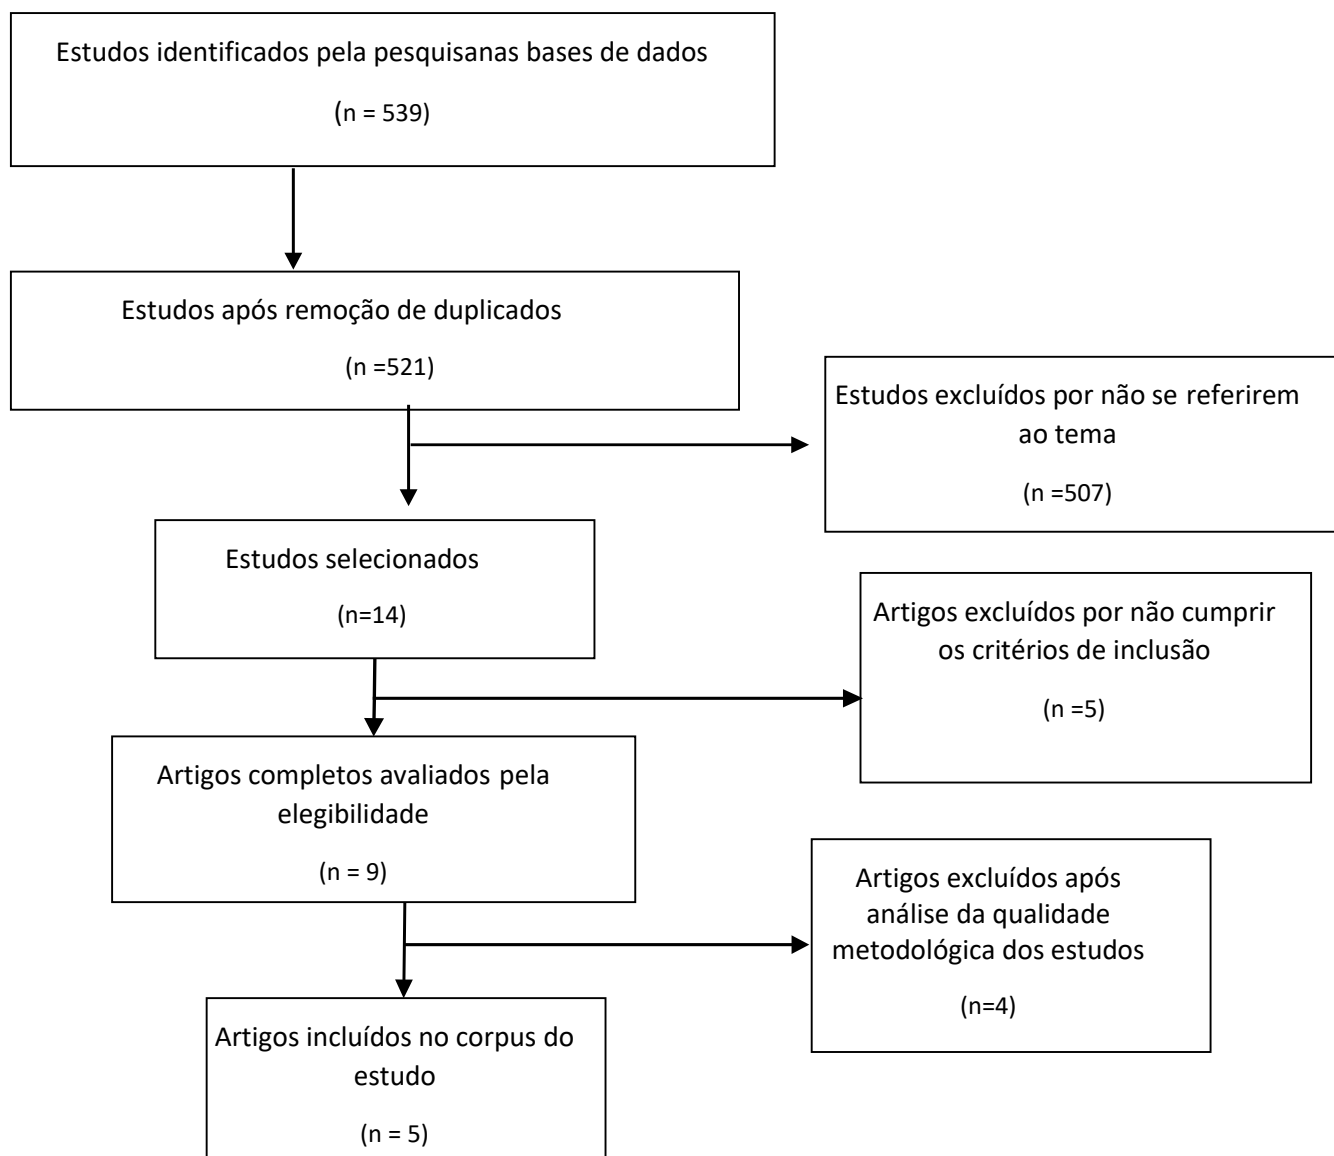 Estudos identificados pela pesquisanas bases de dados
(n = 539)
Estudos após remoção de duplicados
(n =521)
Estudos excluídos por não se referirem
ao tema
(n =507)
Estudos selecionados
(n=14)
Artigos excluídos por não cumprir
os critérios de inclusão
(n =5)
Artigos completos avaliados pela
elegibilidade
(n = 9)
Artigos excluídos após
análise da qualidade
metodológica dos estudos
(n=4)
Artigos incluídos no corpus do
estudo
(n = 5)